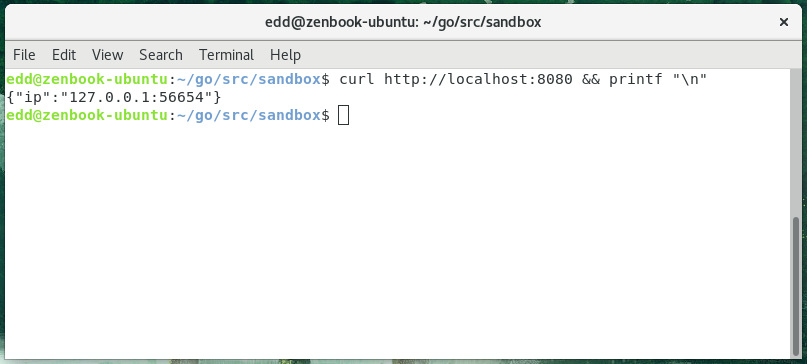 edd@zenbook-ubuntu: ~/go/src/sandbox
File Edit View Search Terminal Help
edd@zenbook-ubuntu:~/go/src/sandbox$ curl http://localhost:8080 && printf "\n"
{"ip":"127.0.0.1:56654"}
edd@zenbook-ubuntu:~/go/src/sandbox$